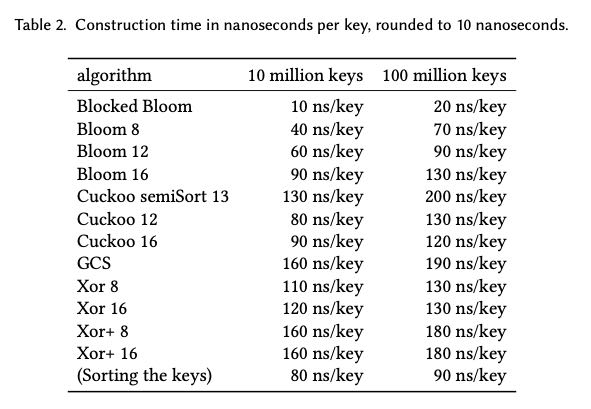 Table 2. Construction time in nanoseconds per key, rounded to 10 nanoseconds.
algorithm 10 million keys 100 million keys
Blocked Bloom 10 ns/key 20 ns/key
Bloom 8 40 ns/key 70 ns/key
Bloom 12 60 ns/key 90 ns/key
Bloom 16 90 ns/key 130 ns/key
Cuckoo semiSort 13 130 ns/key 200 ns/key
Cuckoo 12 80 ns/key 130 ns/key
Cuckoo 16 90 ns/key 120 ns/key
GCS 160 ns/key 190 ns/key
Xor 8 110 ns/key 130 ns/key
Xor 16 120 ns/key 130 ns/key
Xor+ 8 160 ns/key 180 ns/key
Xor+ 16 160 ns/key 180 ns/key
(Sorting the keys) 80 ns/key 90 ns/key